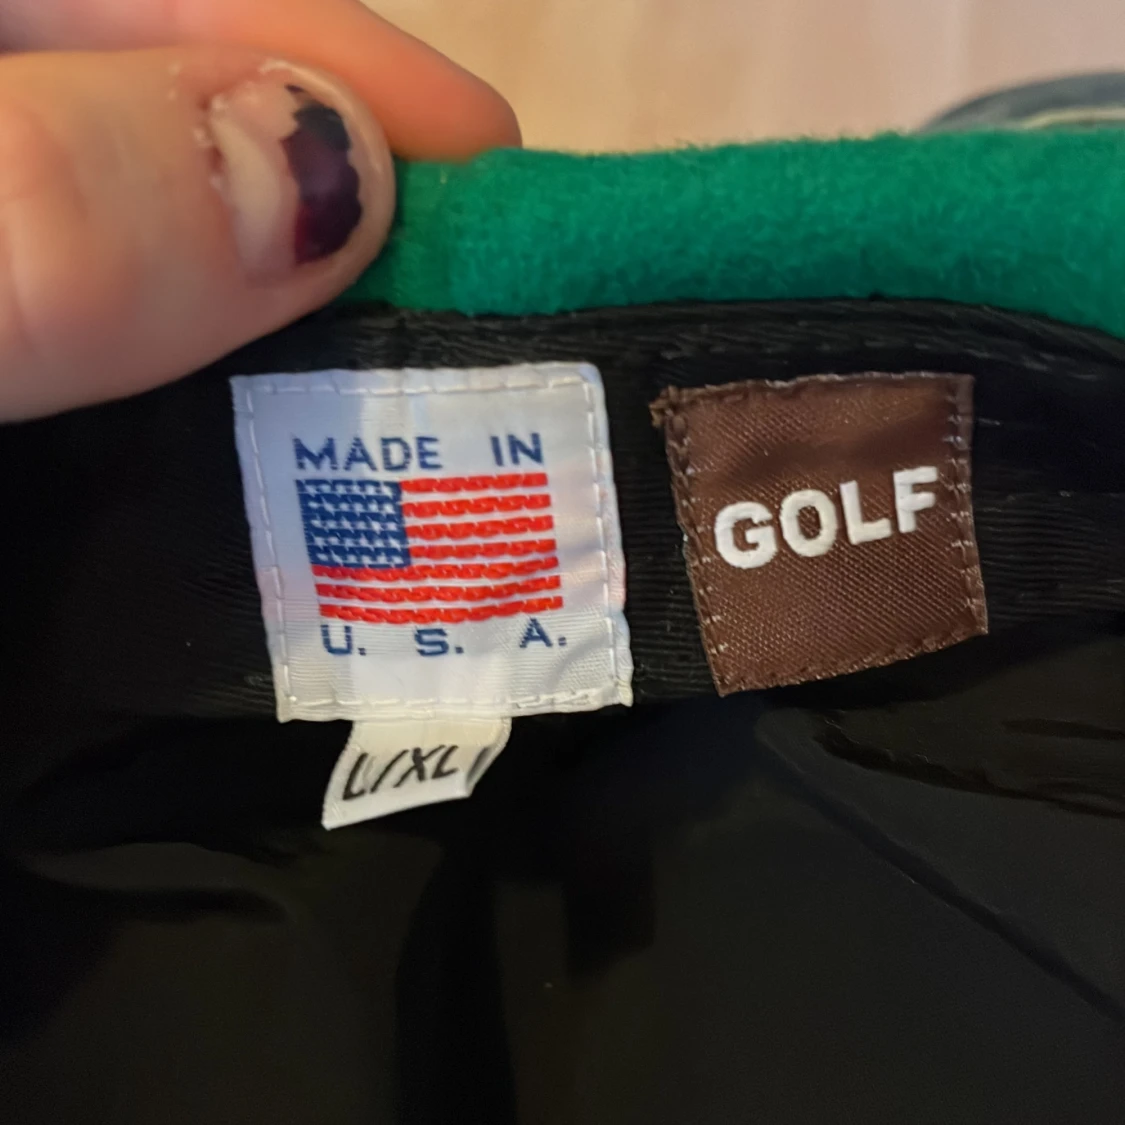 MADE IN
U. S. A.
L/XL
GOLF